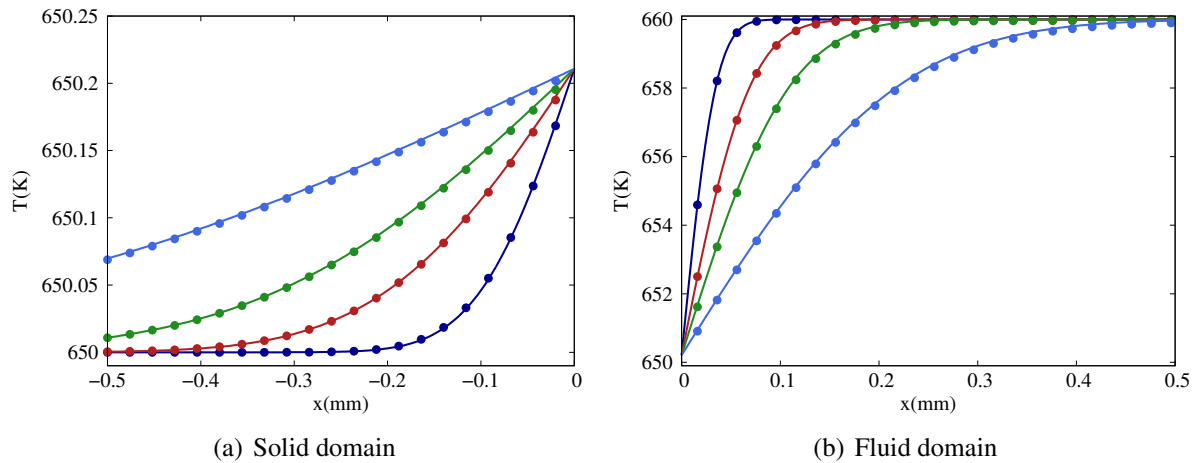 650.25
650.2
650.15
650.1
650.05
650
T(K)
−0.5 −0.4 −0.3 −0.2 −0.1 0
x(mm)
(a) Solid domain
660
658
656
654
652
650
T(K)
0 0.1 0.2 0.3 0.4 0.5
x(mm)
(b) Fluid domain